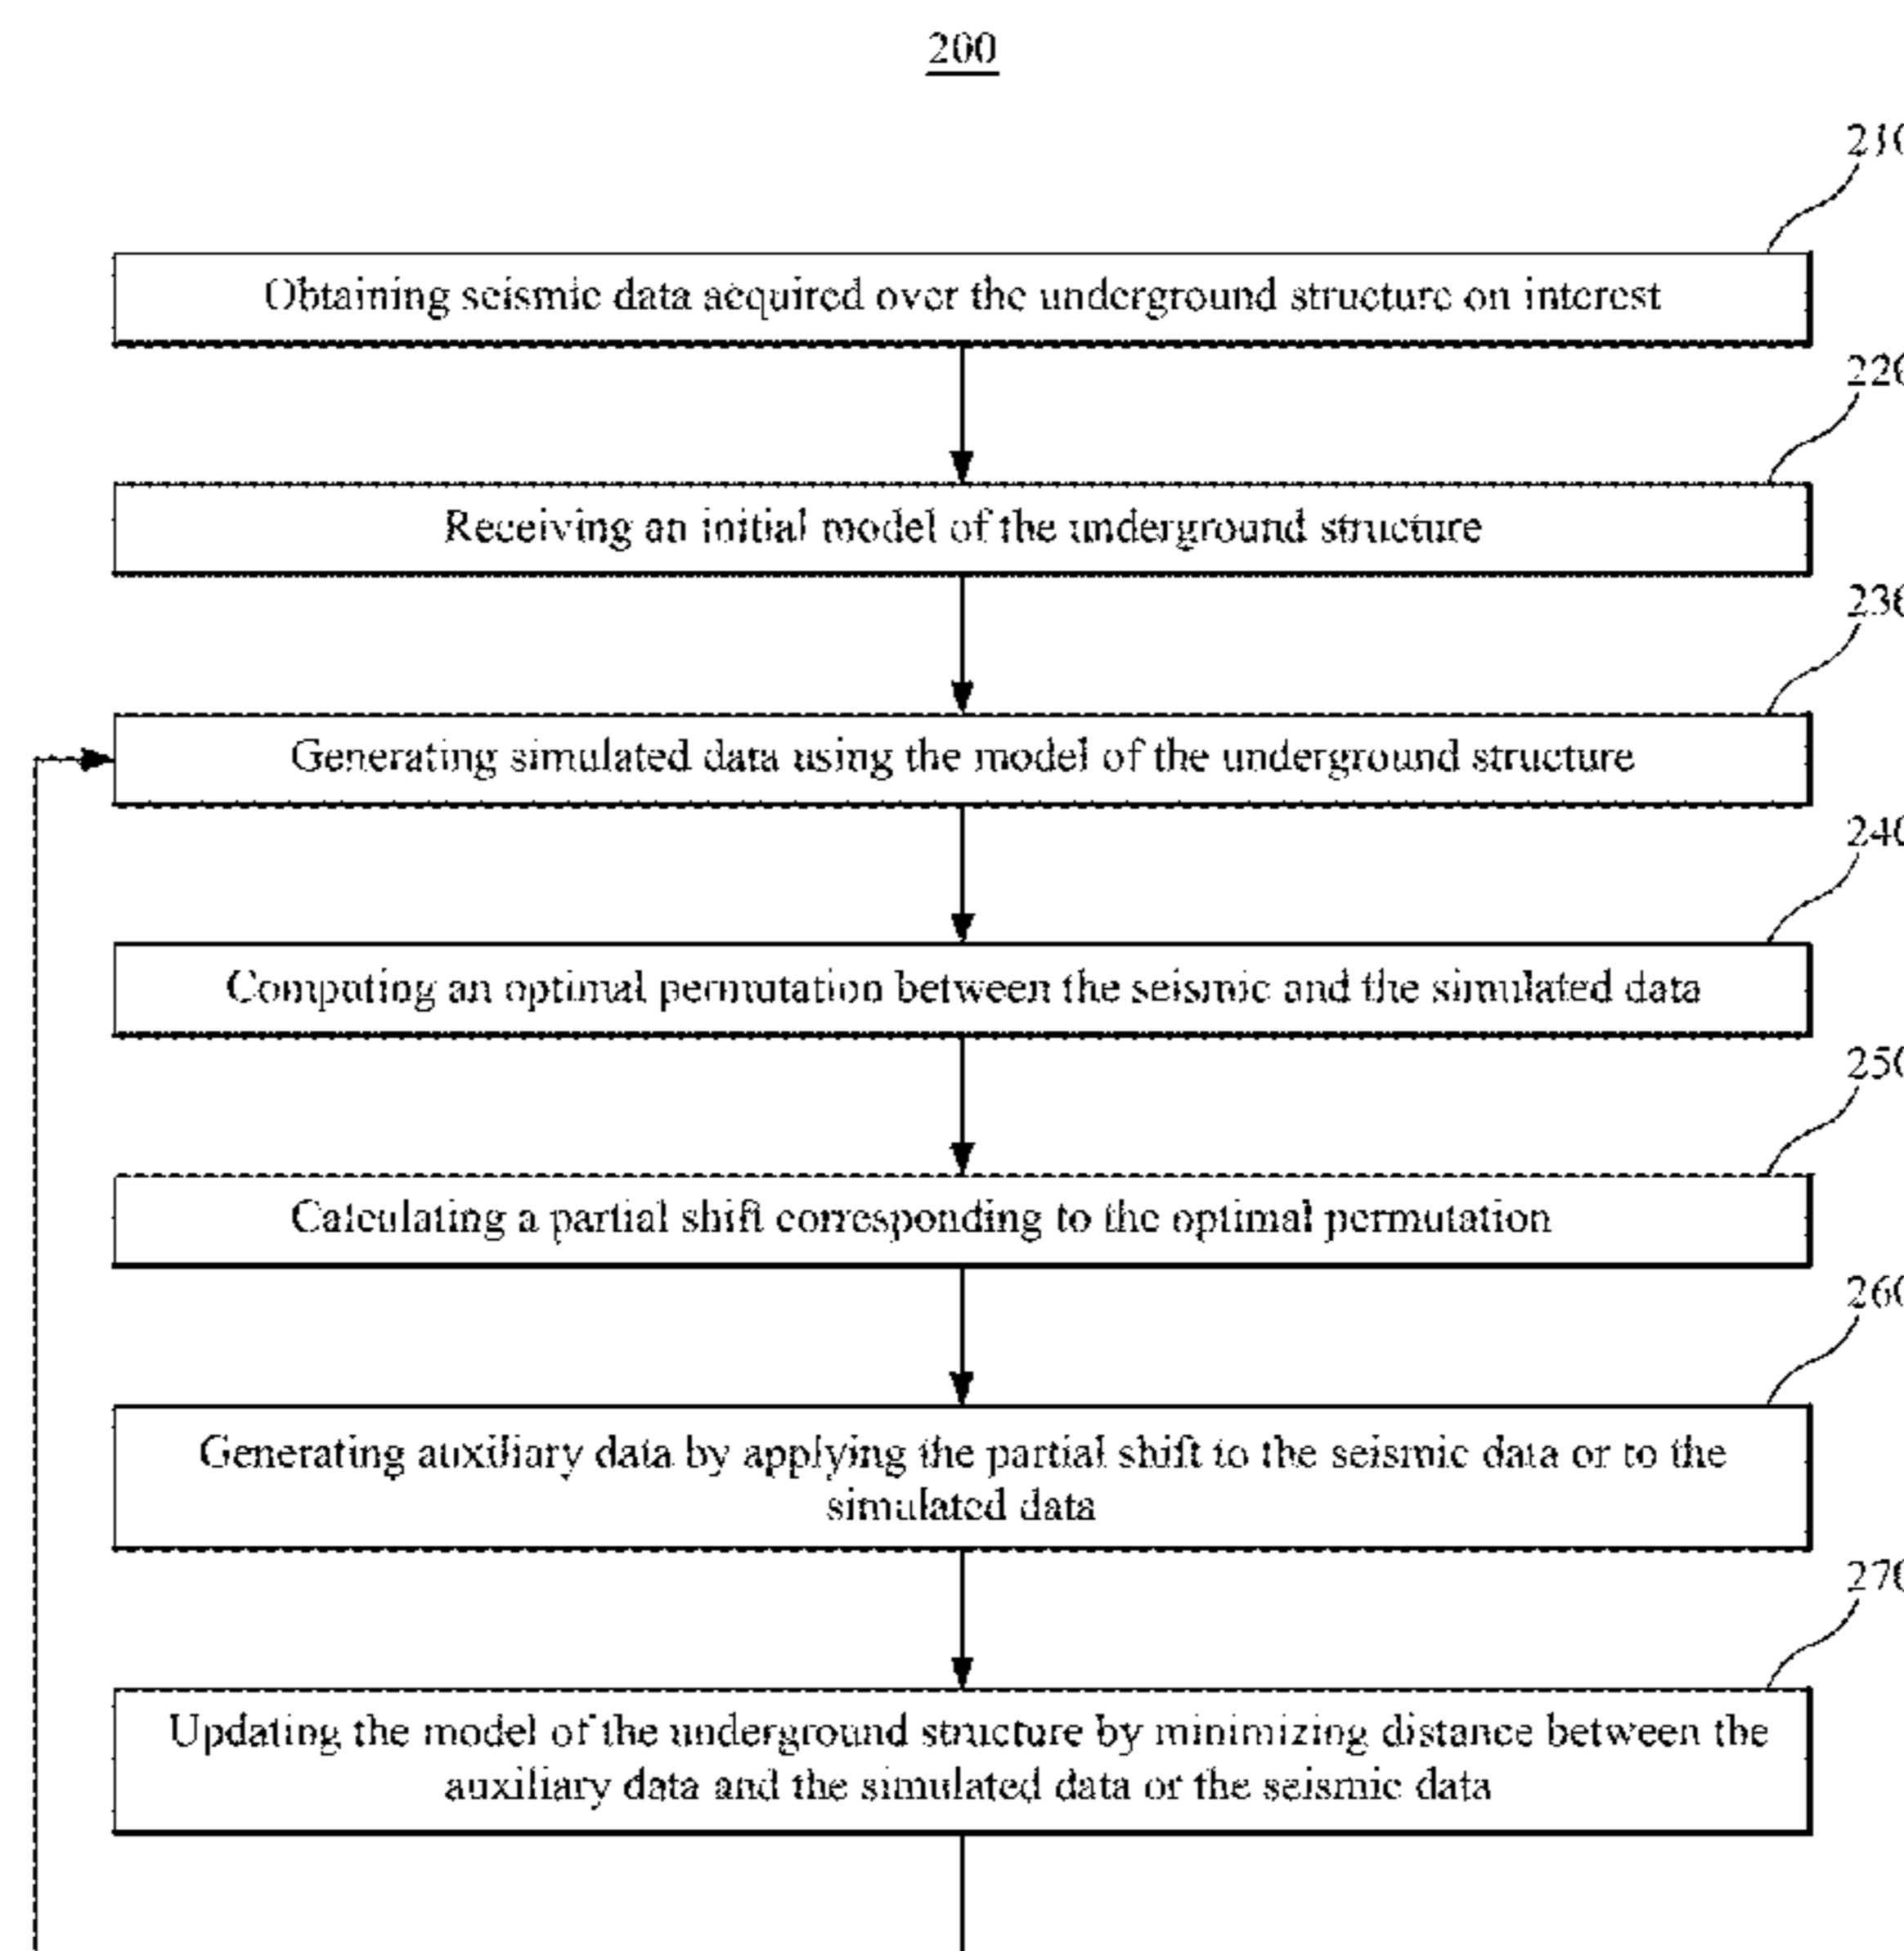 200
210
Obtaining seismic data acquired over the underground structure on interest
220
Receiving an initial model of the underground structure
230
Generating simulated data using the model of the underground structure
240
Computing an optimal permutation between the seismic and the simulated data
250
Calculating a partial shift corresponding to the optimal permutation
260
Generating auxiliary data by applying the partial shift to the seismic data or to the
simulated data
270
Updating the model of the underground structure by minimizing distance between the
auxiliary data and the simulated data or the seismic data